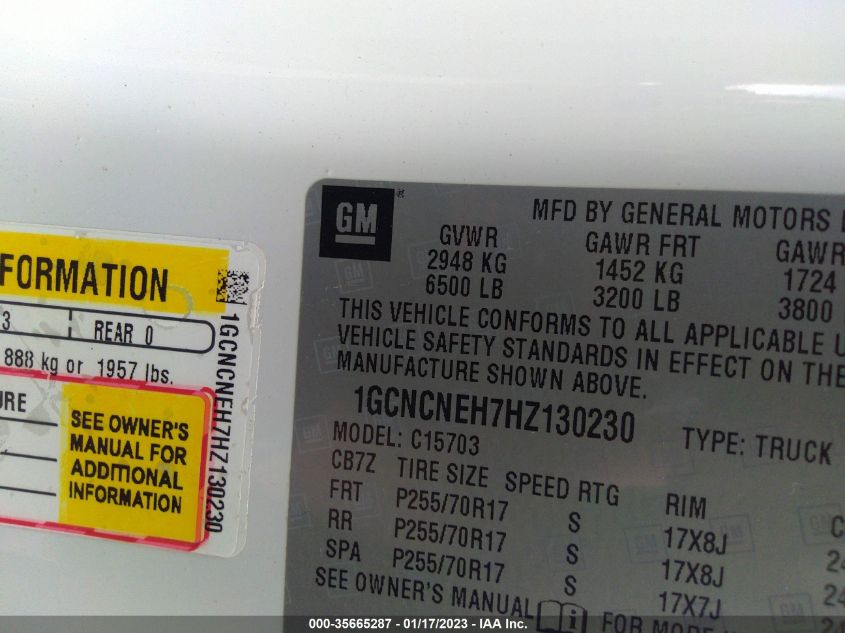 FORMATION
3 REAR 0
888 kg or 1957 lbs.
URE
SEE OWNER'S
MANUAL FOR
ADDITIONAL
INFORMATION
1GCNCNEH7HZ130230
GM
MFD BY GENERAL MOTORS
GVWR GAWR FRT GAWR
2948 KG 1452 KG 1724
6500 LB 3200 LB 3800
THIS VEHICLE CONFORMS TO ALL APPLICABLE U
VEHICLE SAFETY STANDARDS IN EFFECT ON THE
MANUFACTURE SHOWN ABOVE.
1GCNCNEH7HZ130230 TYPE: TRUCK
MODEL: C15703
CB7Z TIRE SIZE SPEED RTG RIM
FRT P255/70R17 S 17X8J
RR P255/70R17 S 17X8J
SPA P255/70R17 S 17X7J
SEE OWNER'S MANUAL i FOR MORE
000-35665287 - 01/17/2023 - IAA Inc.